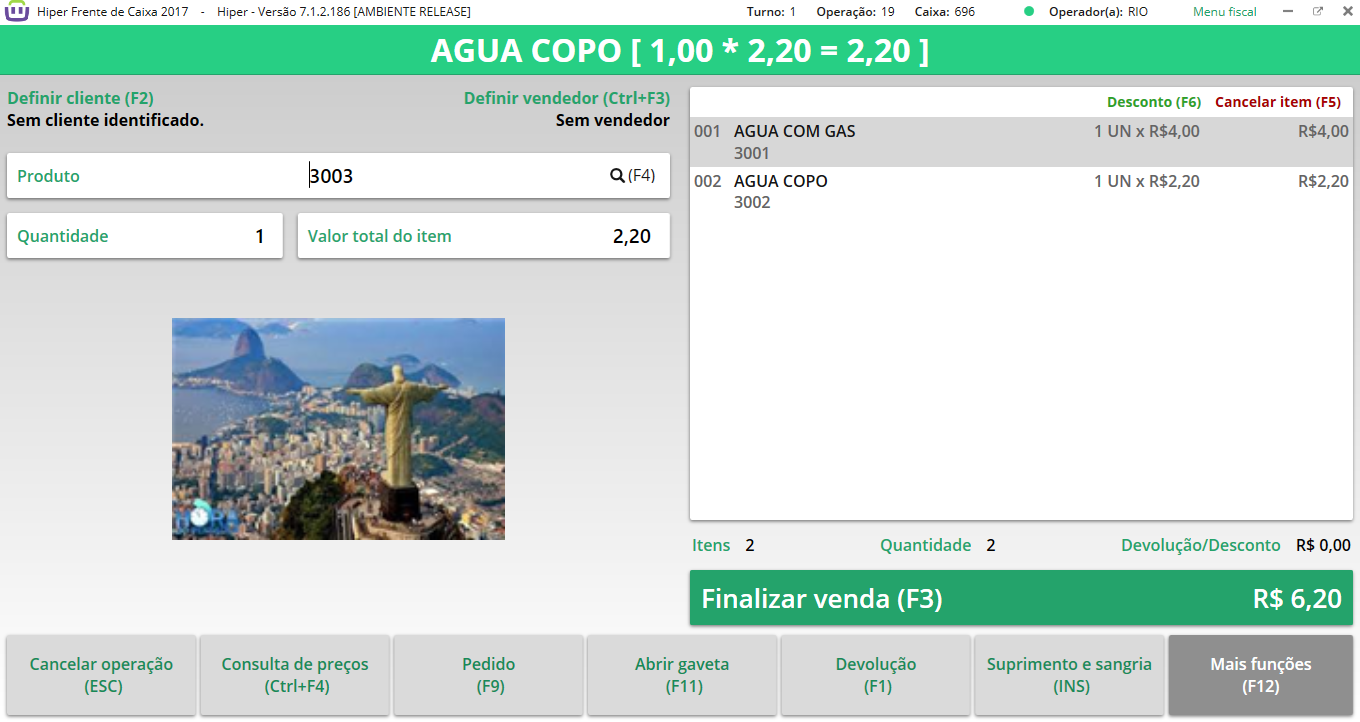 Hiper Frente de Caixa 2017 - Hiper - Versão 7.1.2.186 [AMBIENTE RELEASE] Turno: 1 Operação: 19 Caixa: 696 Operador(a): RIO Menu fiscal
AGUA COPO [ 1,00 * 2,20 = 2,20 ]
Definir cliente (F2) Definir vendedor (Ctrl+F3)
Sem cliente identificado. Sem vendedor
Produto 3003 (F4)
Quantidade 1 Valor total do item 2,20
HORA
Desconto (F6) Cancelar item (F5)
001 AGUA COM GAS 1 UN x R$4,00 R$4,00
3001
002 AGUA COPO 1 UN x R$2,20 R$2,20
3002
Itens 2 Quantidade 2 Devolução/Desconto R$ 0,00
Finalizar venda (F3) R$ 6,20
Cancelar operação
(ESC)
Consulta de preços
(Ctrl+F4)
Pedido
(F9)
Abrir gaveta
(F11)
Devolução
(F1)
Suprimento e sangria
(INS)
Mais funções
(F12)